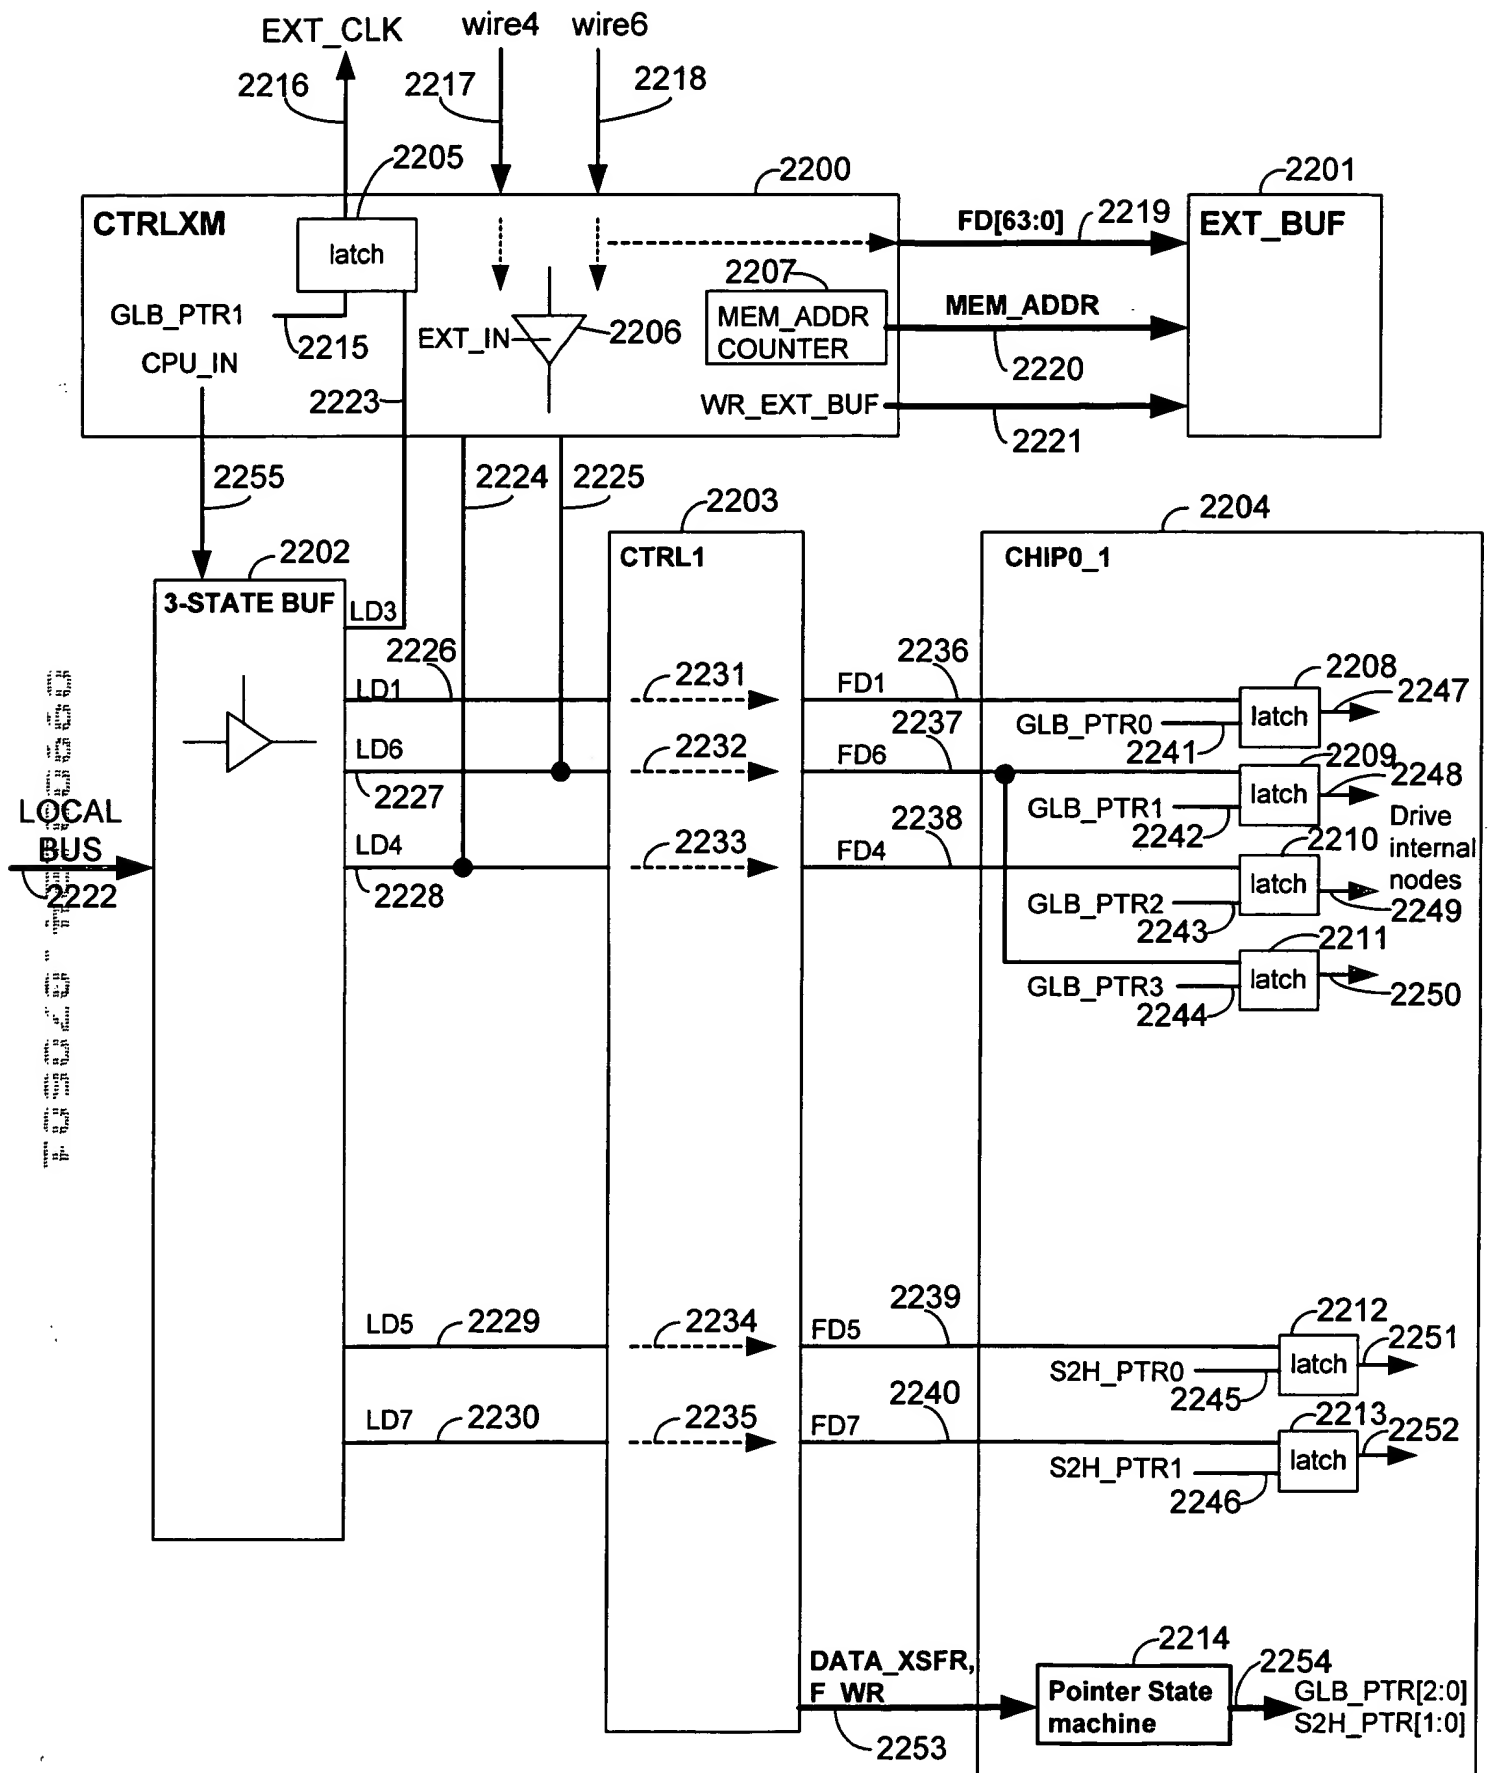 EXT_CLK
wire4
wire6
2216
2217
2218
2205
2200
2201
CTRLXM
latch
FD[63:0]
2219
EXT_BUF
2207
GLB_PTR1
2215
EXT_IN
2206
MEM_ADDR
COUNTER
MEM_ADDR
2220
CPU_IN
2223
WR_EXT_BUF
2221
2255
2224
2225
2203
2204
2202
CTRL1
CHIP0_1
3-STATE BUF
LD3
2226
LD1
2231
FD1
2236
2208
latch
2247
GLB_PTR0
2241
LD6
2227
2232
FD6
2237
2209
latch
2248
GLB_PTR1
2242
Drive
internal
nodes
LOCAL
BUS
2222
LD4
2228
2233
FD4
2238
2210
latch
2249
GLB_PTR2
2243
2211
latch
2250
GLB_PTR3
2244
LD5
2229
2234
FD5
2239
2212
latch
2251
S2H_PTR0
2245
LD7
2230
2235
FD7
2240
2213
latch
2252
S2H_PTR1
2246
DATA_XSFR,
F_WR
2253
2214
Pointer State
machine
2254
GLB_PTR[2:0]
S2H_PTR[1:0]